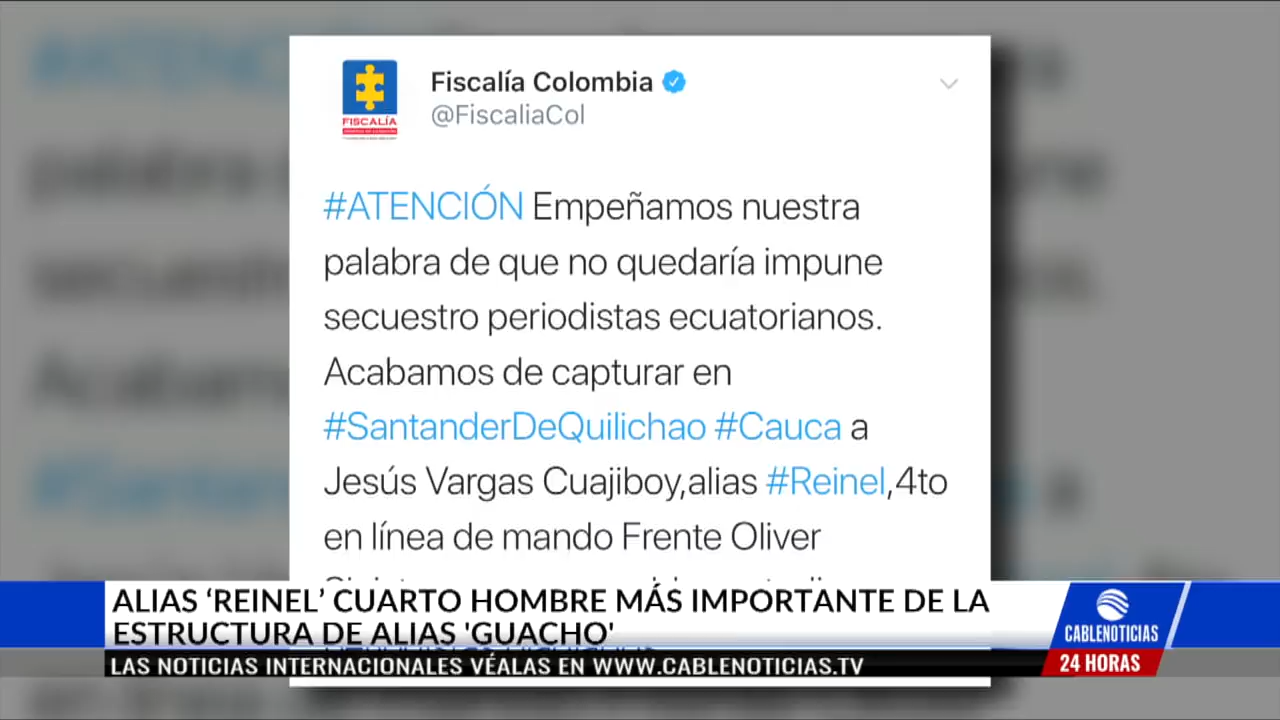 Fiscalía Colombia
@FiscaliaCol
FISCALÍA
#ATENCIÓN Empeñamos nuestra
palabra de que no quedaría impune
secuestro periodistas ecuatorianos.
Acabamos de capturar en
#SantanderDeQuilichao #Cauca a
Jesús Vargas Cuajiboy,alias #Reinel,4to
en línea de mando Frente Oliver
ALIAS ‘REINEL’ CUARTO HOMBRE MÁS IMPORTANTE DE LA
ESTRUCTURA DE ALIAS 'GUACHO'
CABLENOTICIAS
24 HORAS
LAS NOTICIAS INTERNACIONALES VÉALAS EN WWW.CABLENOTICIAS.TV